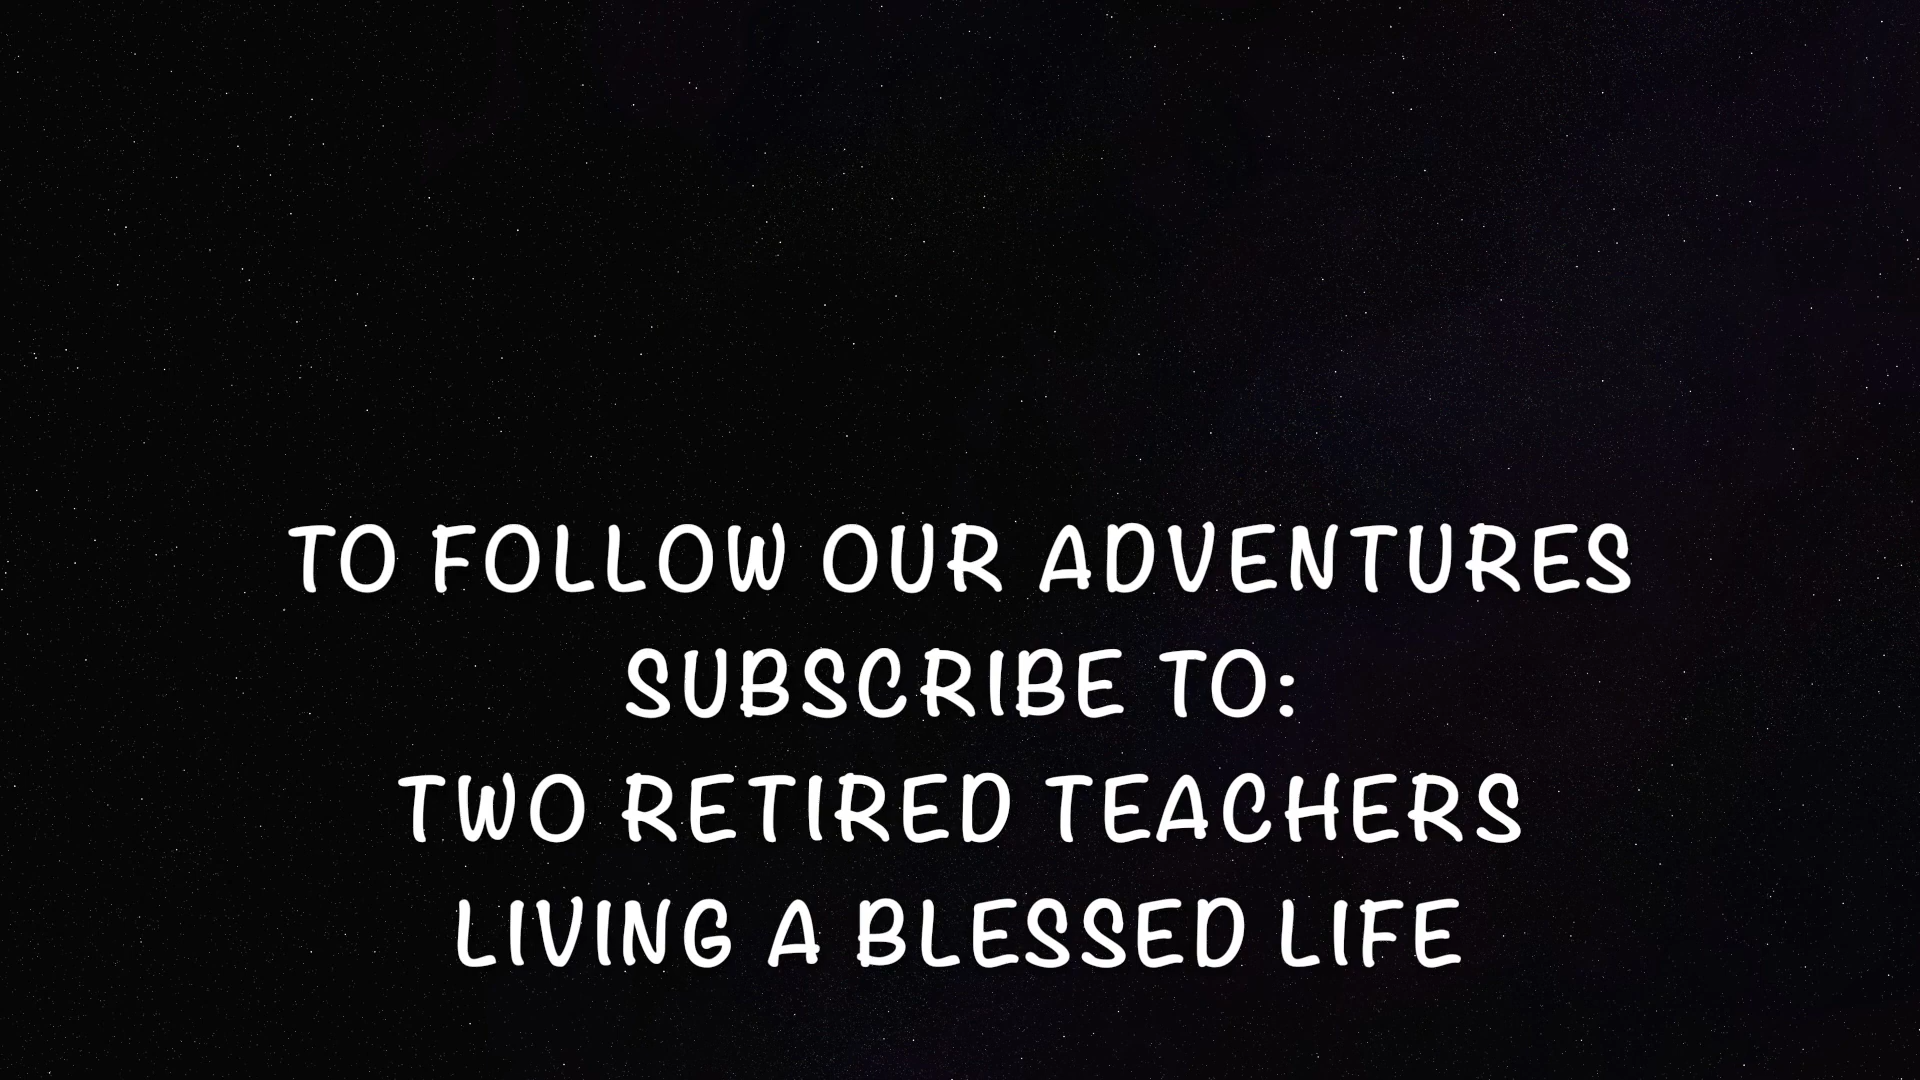 TO FOLLOW OUR ADVENTURES
SUBSCRIBE TO:
TWO RETIRED TEACHERS
LIVING A BLESSED LIFE